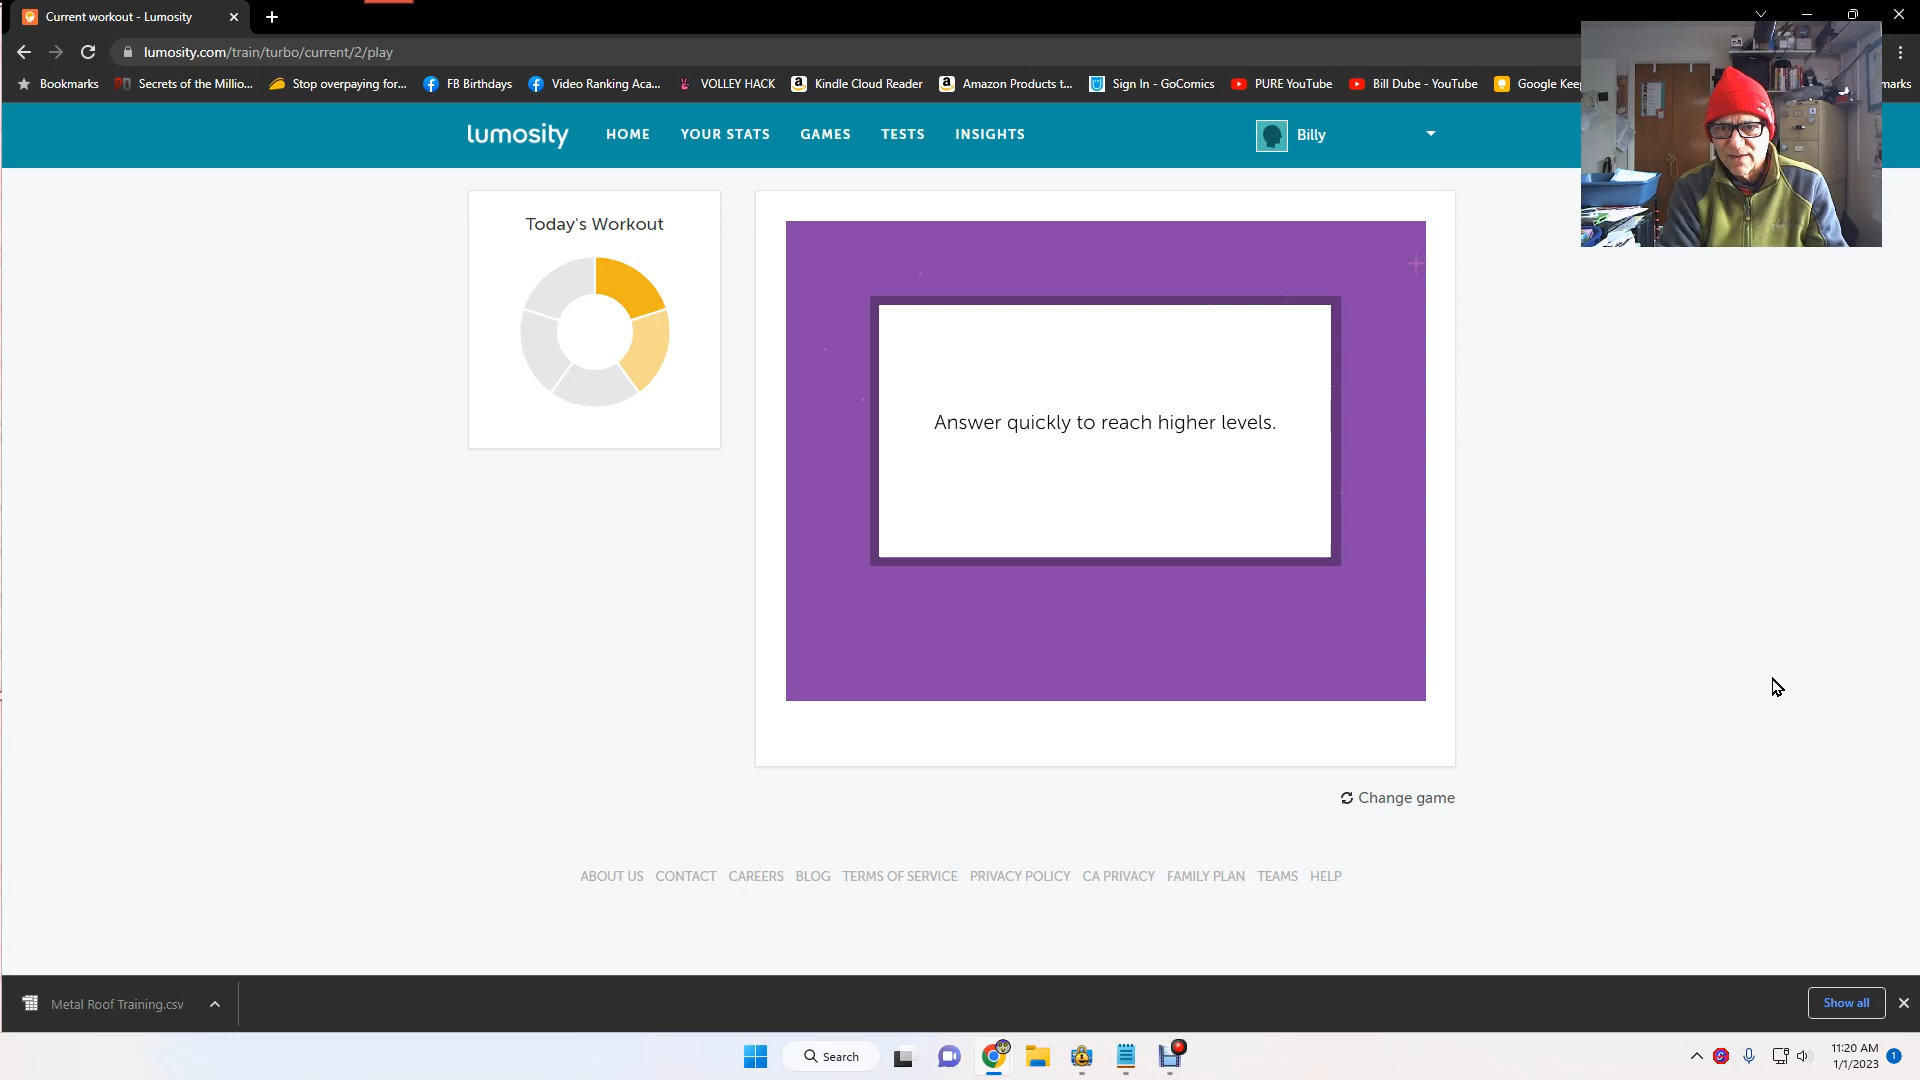 Current workout - Lumosity
lumosity.com/train/turbo/current/2/play
Bookmarks Secrets of the Millio... Stop overpaying for... FB Birthdays Video Ranking Aca... VOLLEY HACK Kindle Cloud Reader Amazon Products t... Sign In - GoComics PURE YouTube Bill Dube - YouTube Google Keep marks
lumosity HOME YOUR STATS GAMES TESTS INSIGHTS Billy
Today's Workout
Answer quickly to reach higher levels.
Change game
ABOUT US CONTACT CAREERS BLOG TERMS OF SERVICE PRIVACY POLICY CA PRIVACY FAMILY PLAN TEAMS HELP
Metal Roof Training.csv Show all
Search
11:20 AM
1/1/2023 1